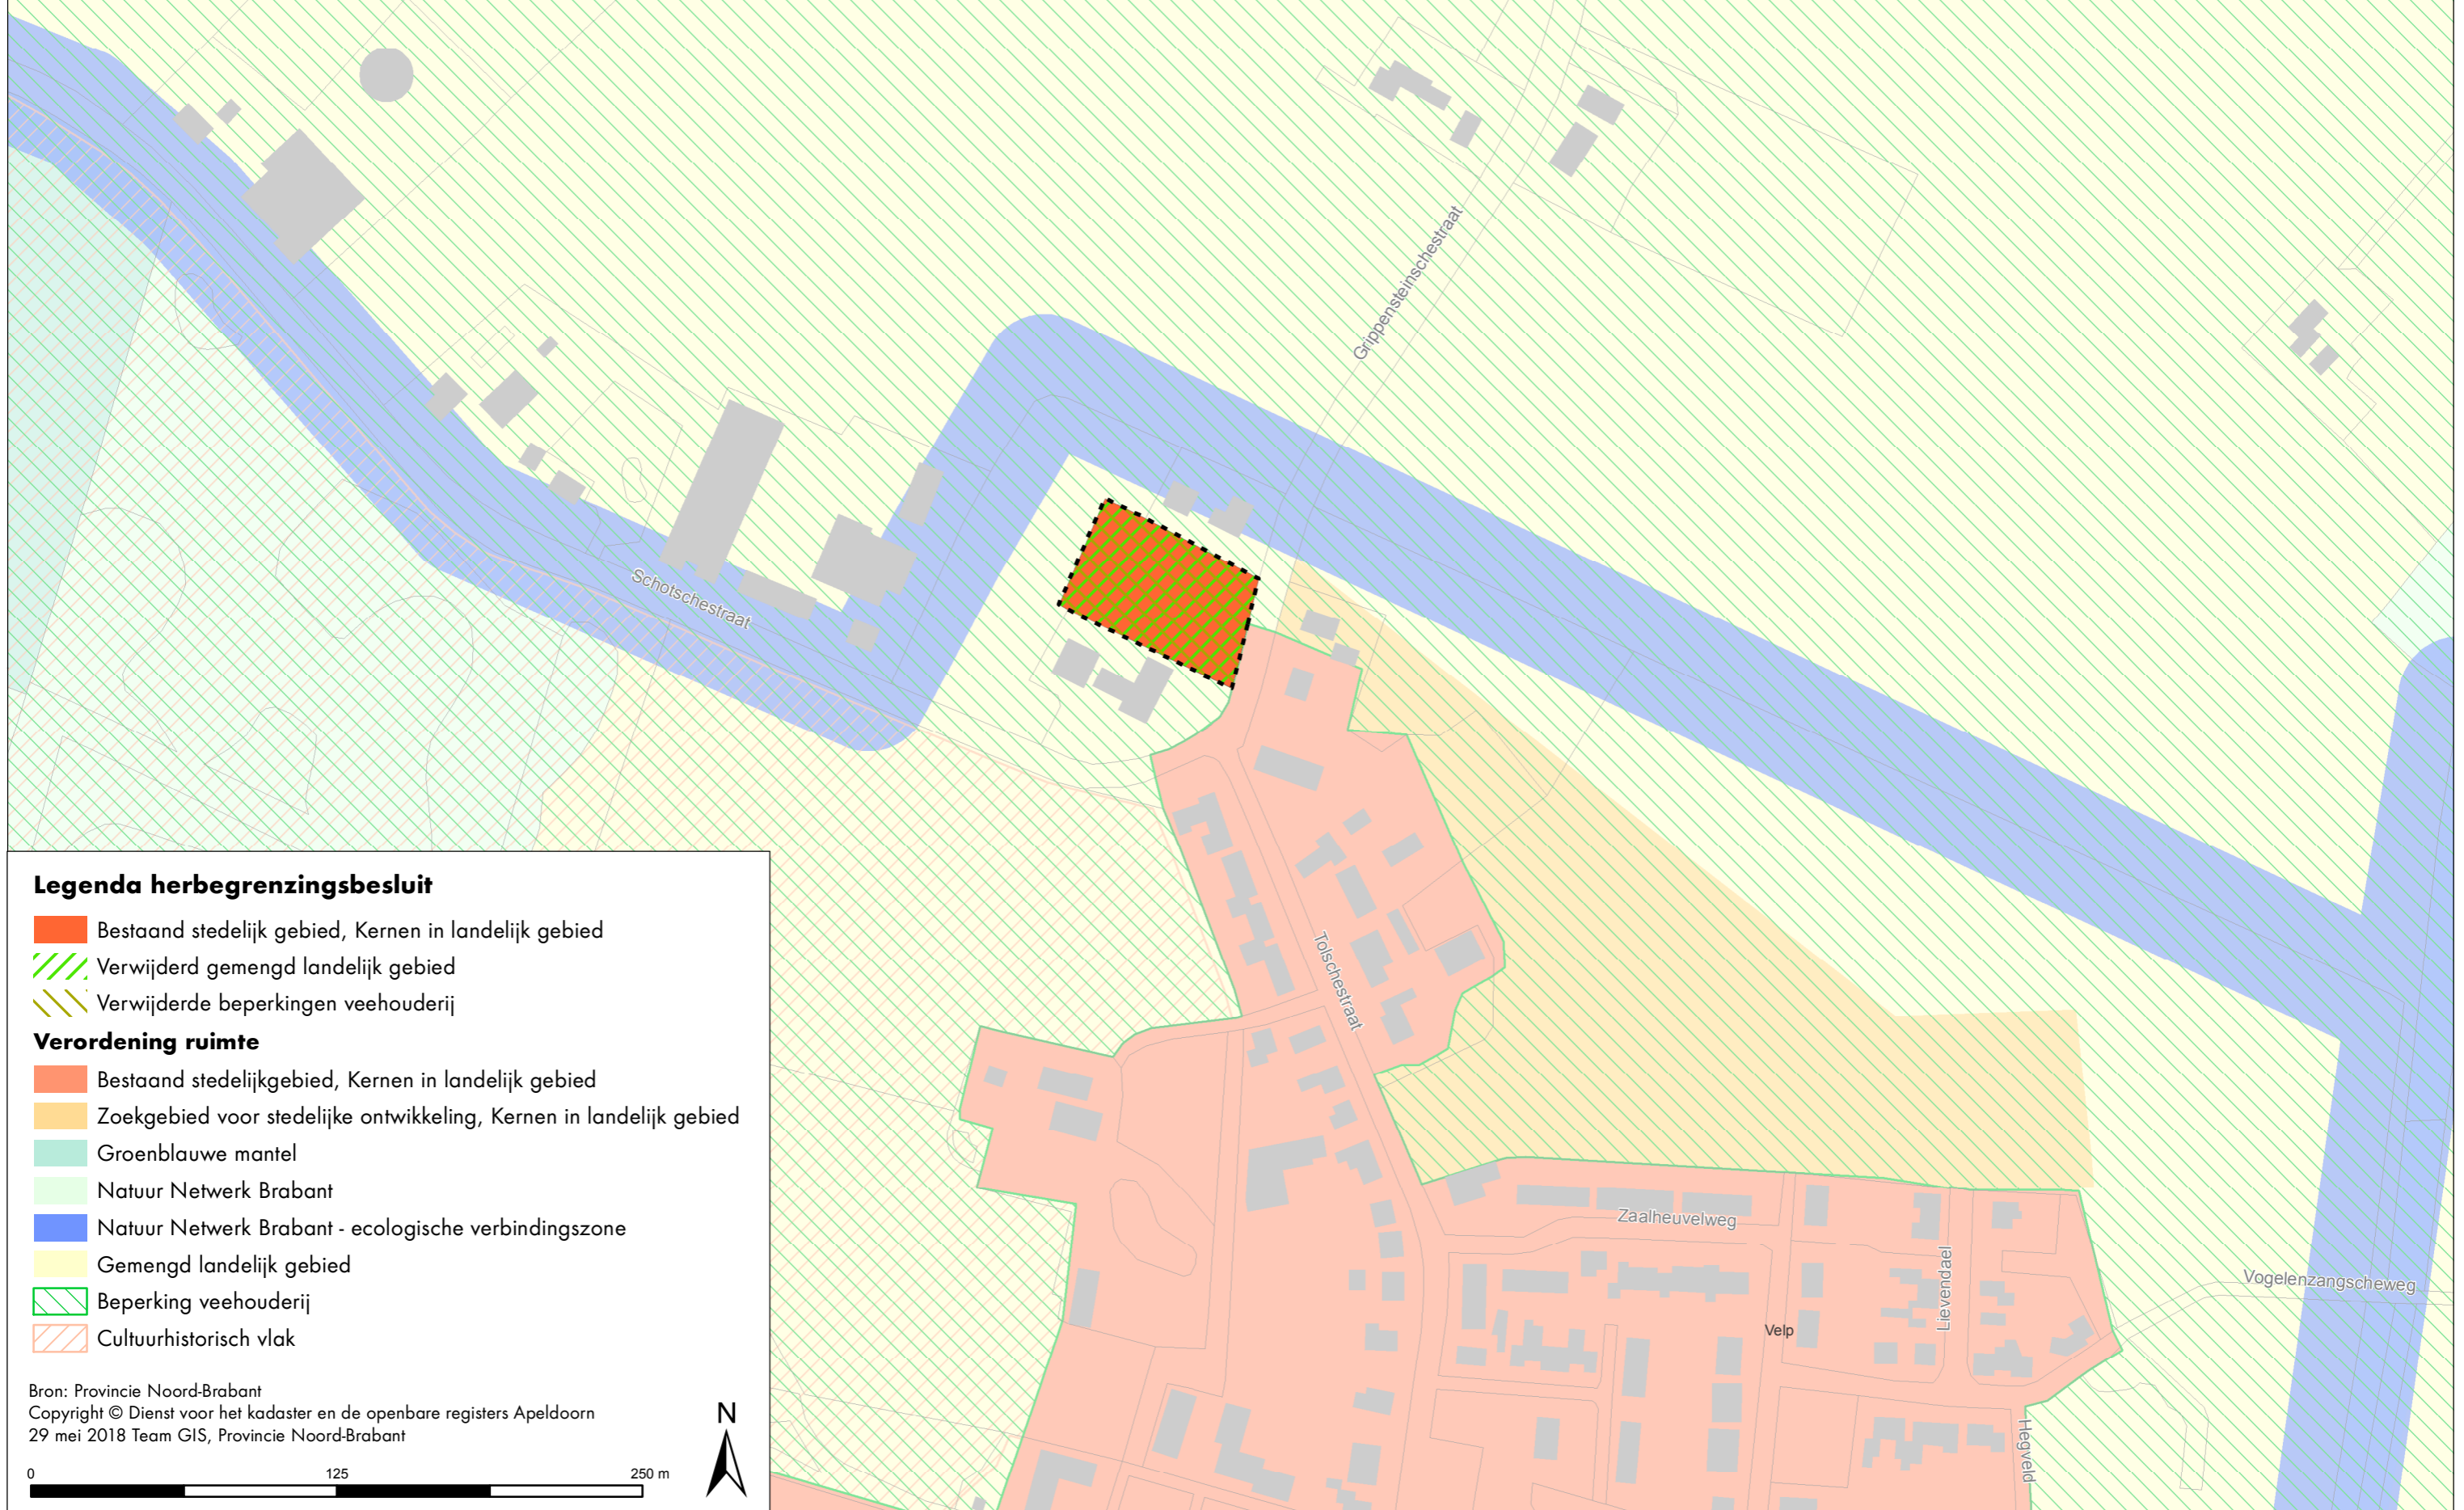 Grippensteinschestraat
Schotschestraat
Tolschestraat
Zaalheuvelweg
Lievendael
Vogelenzangscheweg
Velp
Hegveld
Legenda herbegrenzingsbesluit
Bestaand stedelijk gebied, Kernen in landelijk gebied
Verwijderd gemengd landelijk gebied
Verwijderde beperkingen veehouderij
Verordening ruimte
Bestaand stedelijkgebied, Kernen in landelijk gebied
Zoekgebied voor stedelijke ontwikkeling, Kernen in landelijk gebied
Groenblauwe mantel
Natuur Netwerk Brabant
Natuur Netwerk Brabant - ecologische verbindingszone
Gemengd landelijk gebied
Beperking veehouderij
Cultuurhistorisch vlak
Bron: Provincie Noord-Brabant
Copyright © Dienst voor het kadaster en de openbare registers Apeldoorn
29 mei 2018 Team GIS, Provincie Noord-Brabant
N
0 125 250 m